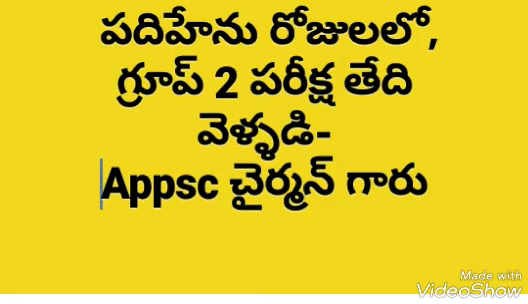 పదిహేను రోజులలో,
గ్రూప్ 2 పరీక్ష తేది
వెళ్ళడి-
Appsc చైర్మన్ గారు
Made with
VideoShow